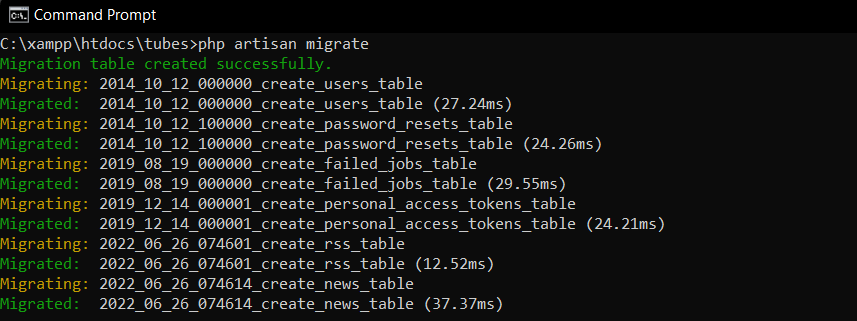 Command Prompt
C:\xampp\htdocs\tubes>php artisan migrate
Migration table created successfully.
Migrating: 2014_10_12_000000_create_users_table
Migrated:  2014_10_12_000000_create_users_table (27.24ms)
Migrating: 2014_10_12_100000_create_password_resets_table
Migrated:  2014_10_12_100000_create_password_resets_table (24.26ms)
Migrating: 2019_08_19_000000_create_failed_jobs_table
Migrated:  2019_08_19_000000_create_failed_jobs_table (29.55ms)
Migrating: 2019_12_14_000001_create_personal_access_tokens_table
Migrated:  2019_12_14_000001_create_personal_access_tokens_table (24.21ms)
Migrating: 2022_06_26_074601_create_rss_table
Migrated:  2022_06_26_074601_create_rss_table (12.52ms)
Migrating: 2022_06_26_074614_create_news_table
Migrated:  2022_06_26_074614_create_news_table (37.37ms)